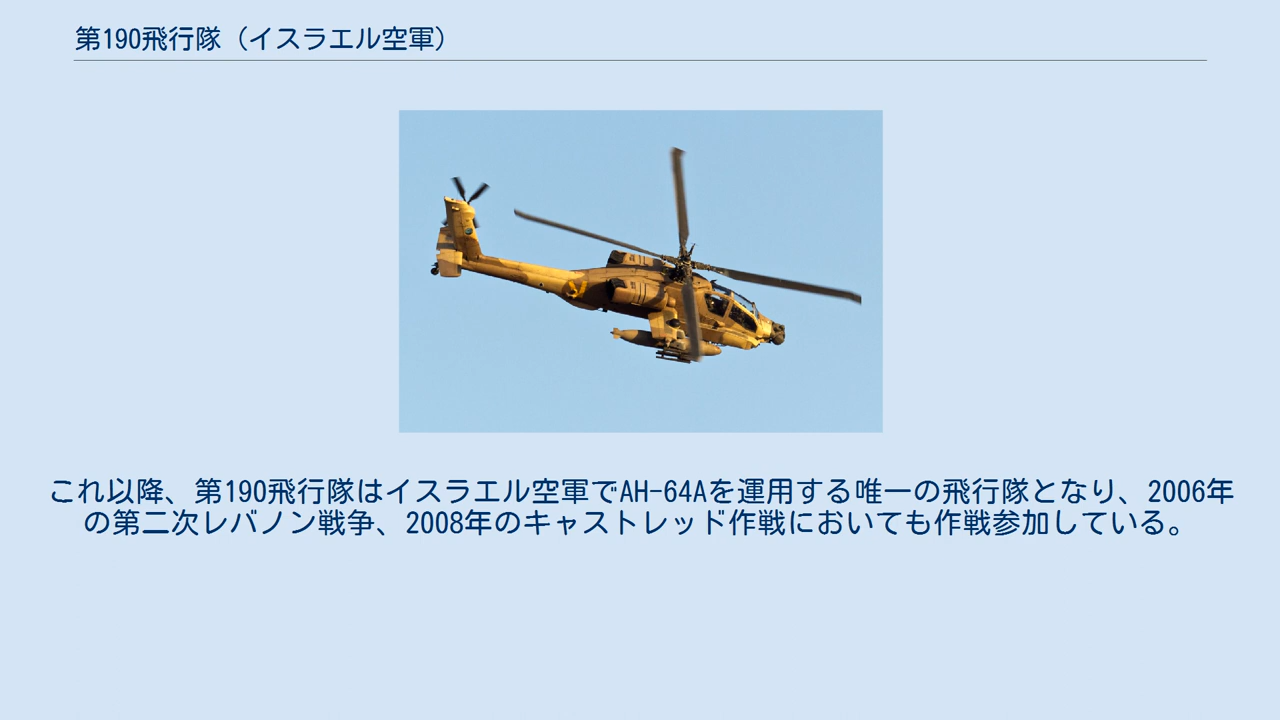 第190飛行隊（イスラエル空軍）
これ以降、第190飛行隊はイスラエル空軍でAH-64Aを運用する唯一の飛行隊となり、2006年
の第二次レバノン戦争、2008年のキャストレッド作戦においても作戦参加している。